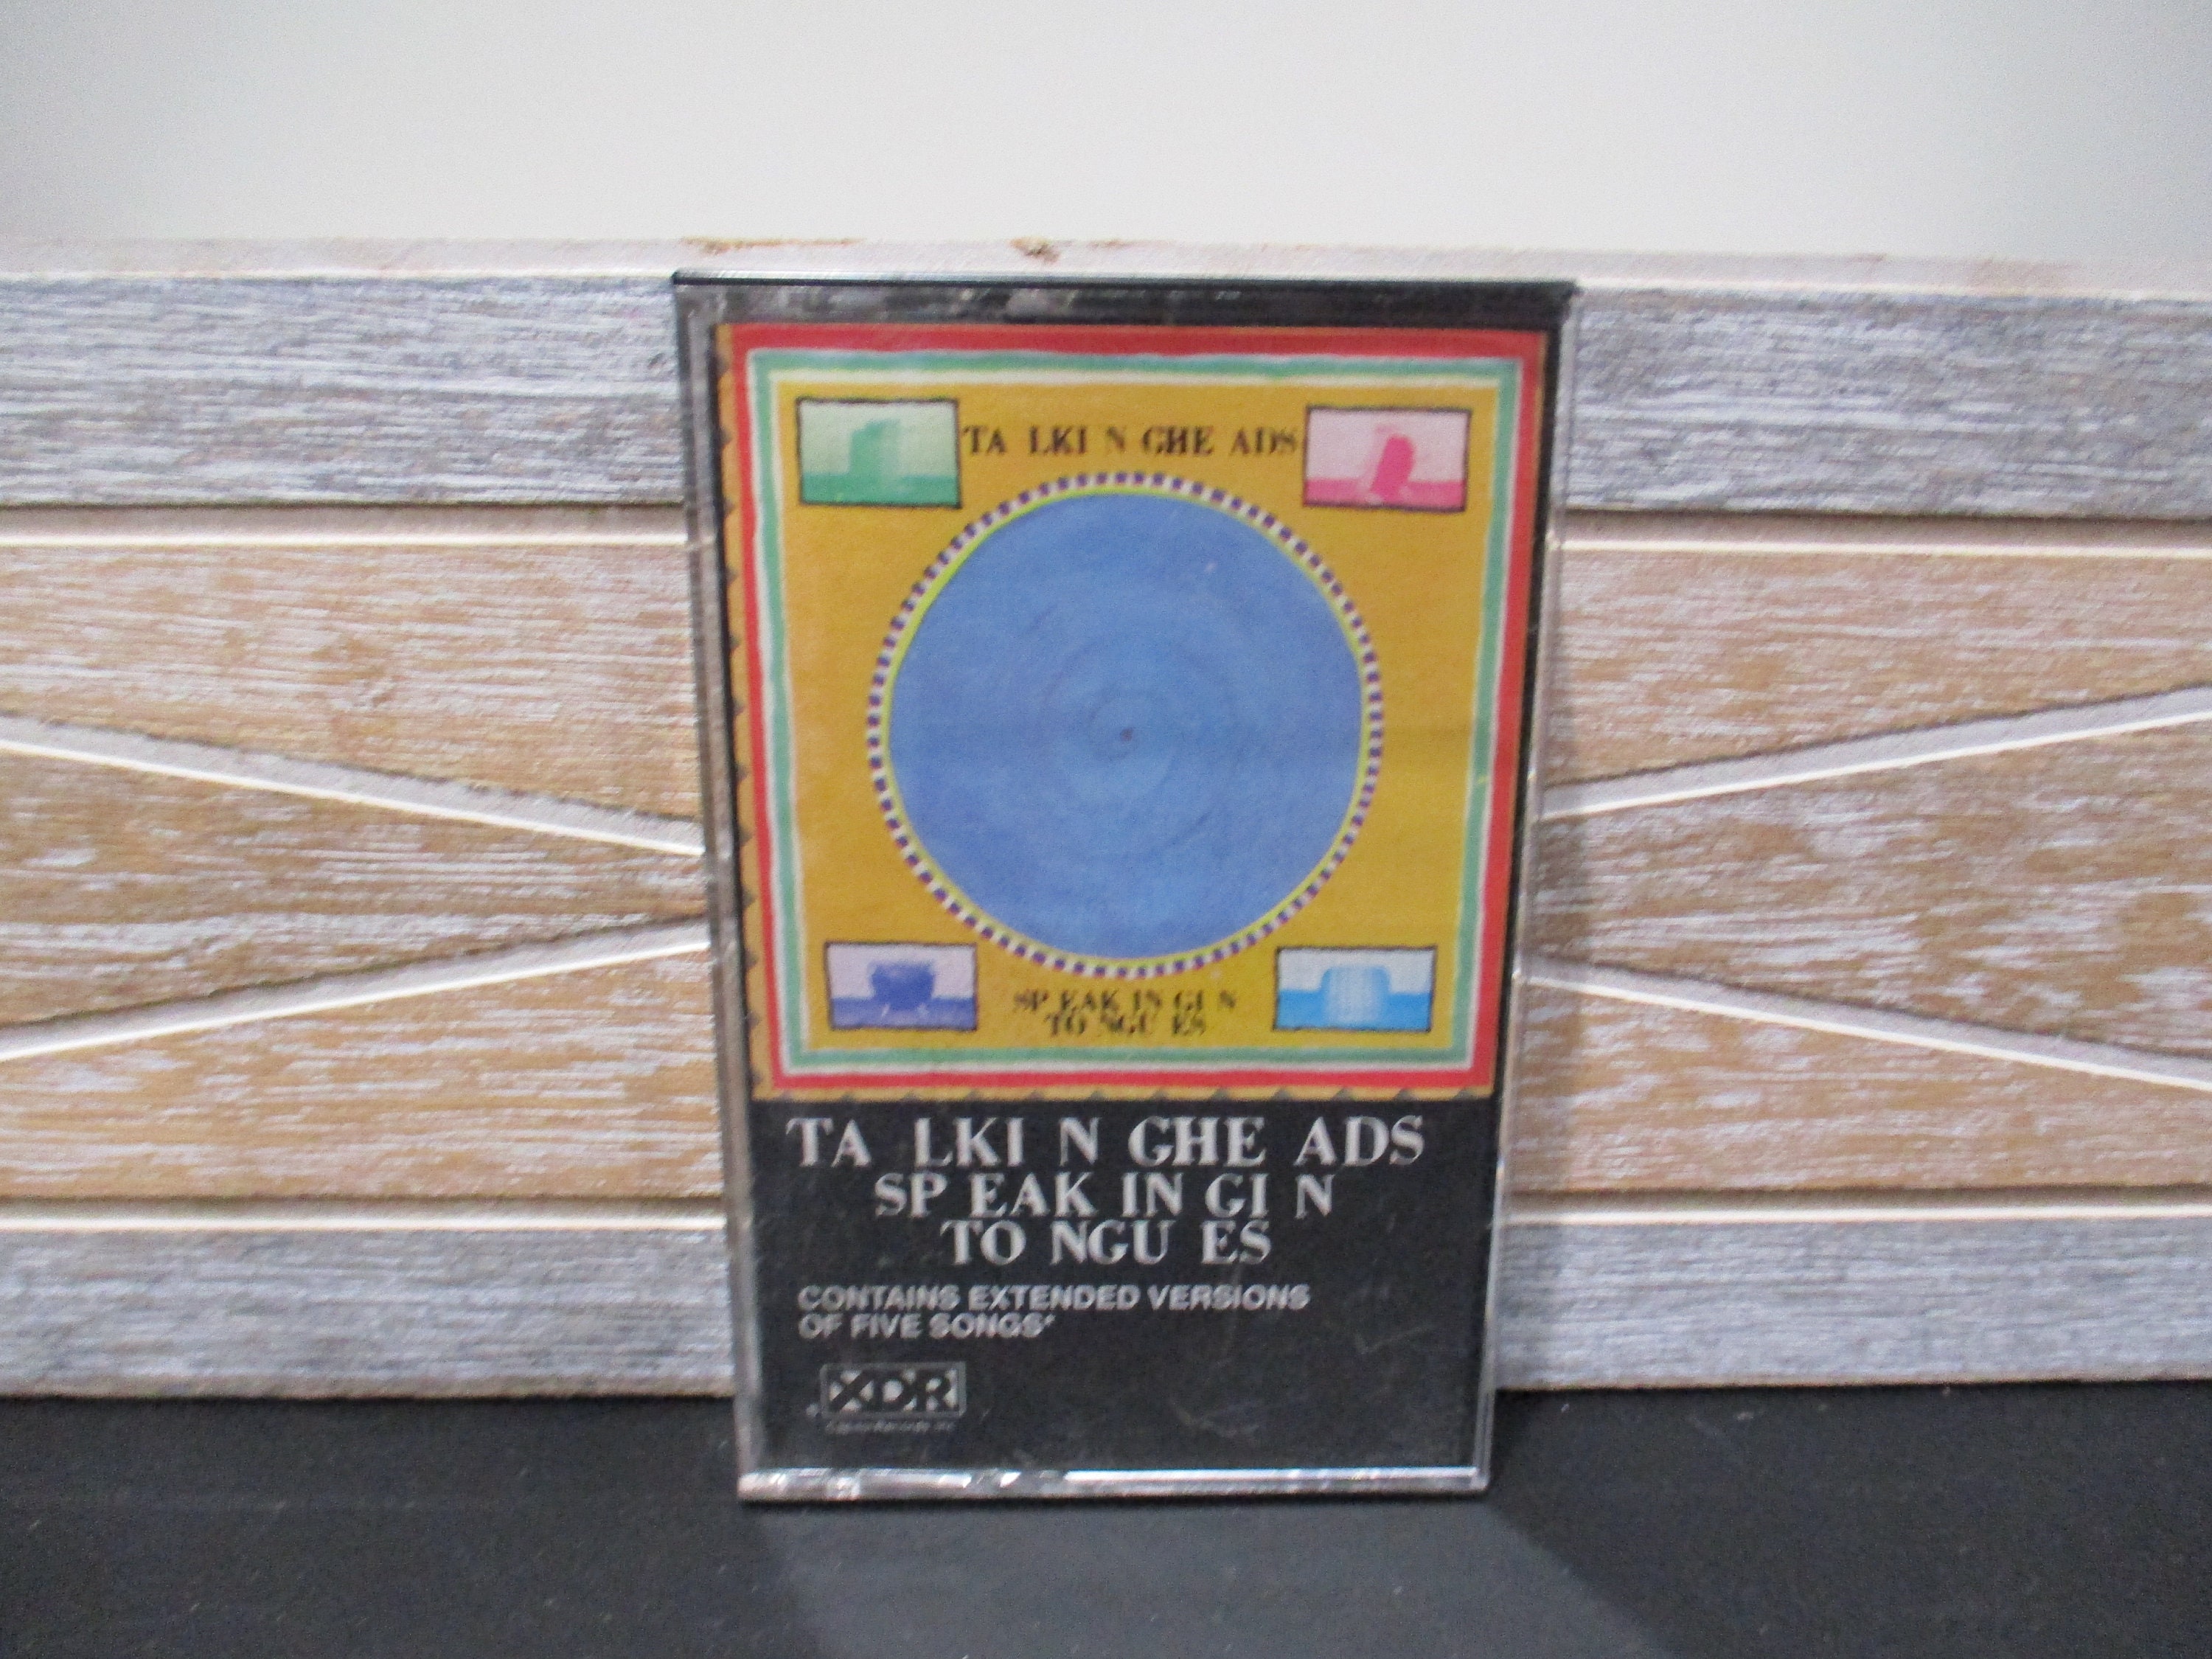 TA LKI N GHE ADS
SP EAK IN GI N
TO NGU ES
TA LKI N GHE ADS
SP EAK IN GI N
TO NGU ES
CONTAINS EXTENDED VERSIONS
OF FIVE SONGS*
XDR